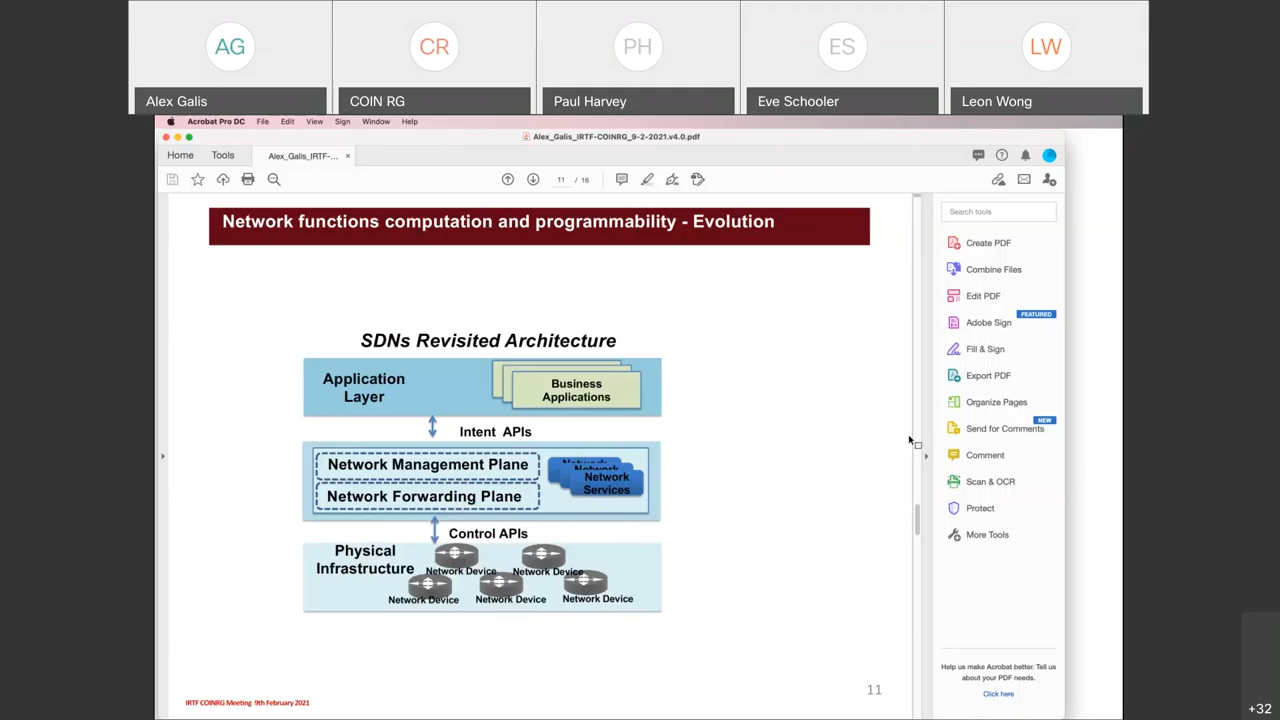 AG
CR
PH
ES
LW
Alex Galis
COIN RG
Paul Harvey
Eve Schooler
Leon Wong
Acrobat Pro DC File Edit View Sign Window Help
Alex_Galis_IRTF-COINRG_9-2-2021.v4.0.pdf
Home Tools Alex_Galis_IRTF-... ×
11 / 16
Network functions computation and programmability - Evolution
SDNs Revisited Architecture
Application
Layer
Business
Applications
Intent APIs
Network Management Plane
Network Forwarding Plane
Network
Network
Network
Services
Control APIs
Physical
Infrastructure
Network Device
Network Device
Network Device
Network Device
Network Device
IRTF COINRG Meeting 9th February 2021
11
Search tools
Create PDF
Combine Files
Edit PDF
FEATURED
Adobe Sign
Fill & Sign
Export PDF
Organize Pages
NEW
Send for Comments
Comment
Scan & OCR
Protect
More Tools
Help us make Acrobat better. Tell us
about your PDF needs.
Click here
+32